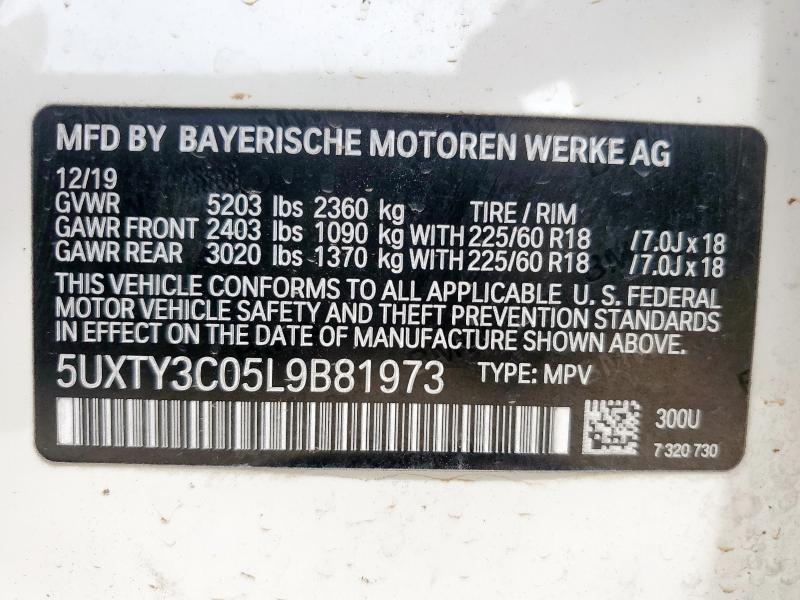 MFD BY BAYERISCHE MOTOREN WERKE AG
12/19
GVWR 5203 lbs 2360 kg TIRE / RIM
GAWR FRONT 2403 lbs 1090 kg WITH 225/60 R18 / 7.0J x 18
GAWR REAR 3020 lbs 1370 kg WITH 225/60 R18 / 7.0J x 18
THIS VEHICLE CONFORMS TO ALL APPLICABLE U. S. FEDERAL
MOTOR VEHICLE SAFETY AND THEFT PREVENTION STANDARDS
IN EFFECT ON THE DATE OF MANUFACTURE SHOWN ABOVE.
5UXTY3C05L9B81973 TYPE: MPV
300U
7 320 730